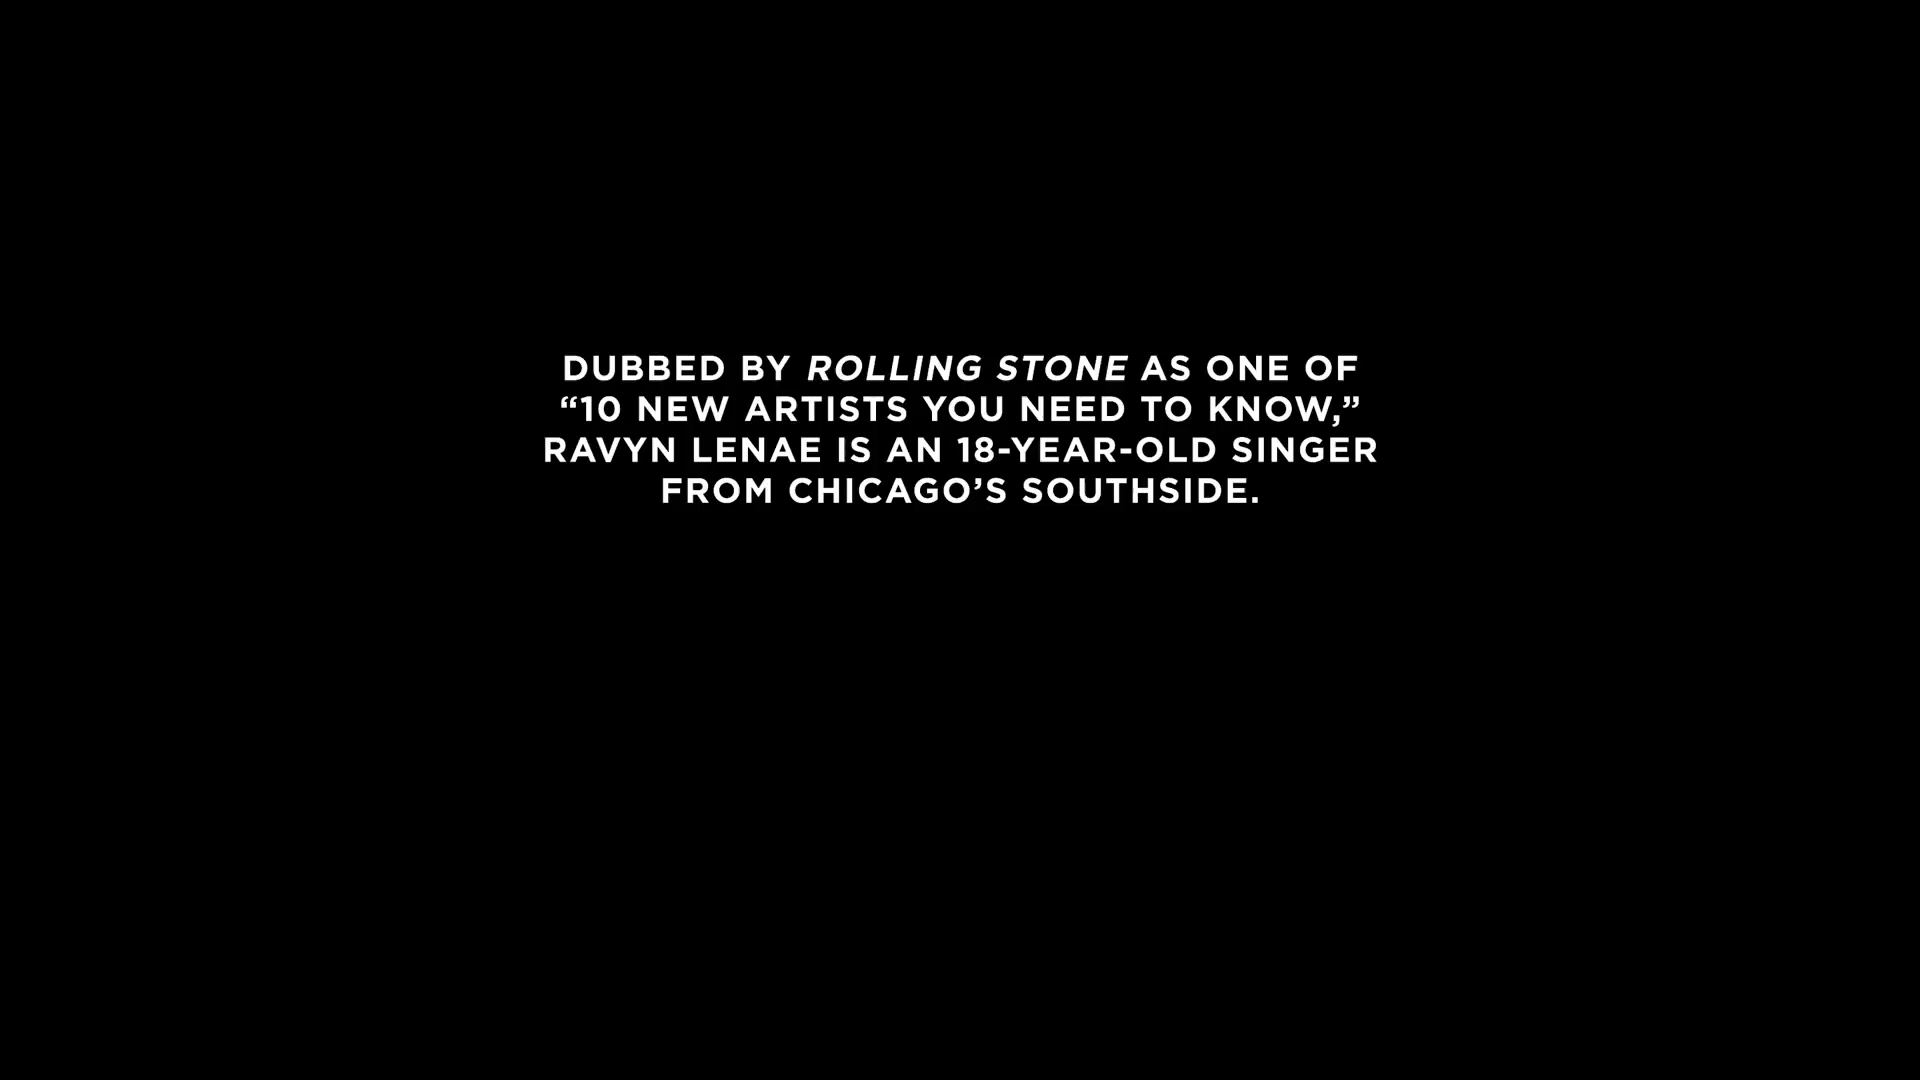 DUBBED BY ROLLING STONE AS ONE OF
“10 NEW ARTISTS YOU NEED TO KNOW,”
RAVYN LENAE IS AN 18-YEAR-OLD SINGER
FROM CHICAGO’S SOUTHSIDE.